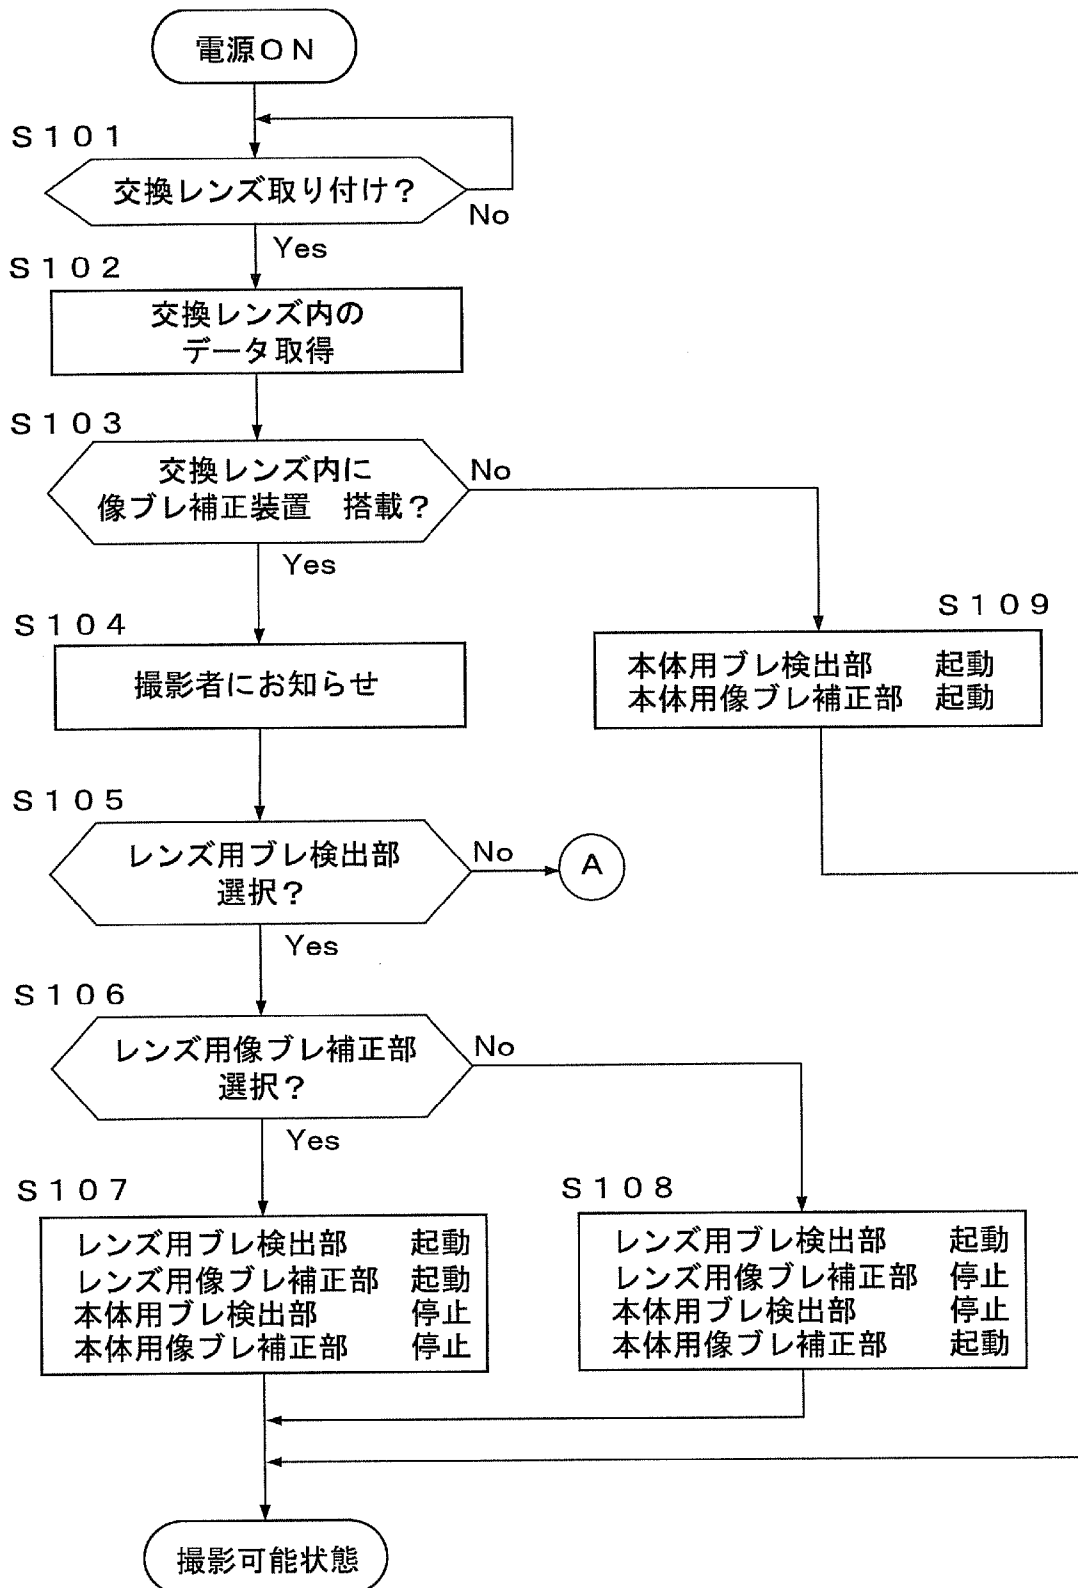 電源ON
S101
交換レンズ取り付け？
No
Yes
S102
交換レンズ内の
データ取得
S103
交換レンズ内に
像ブレ補正装置　搭載？
No
Yes
S104
撮影者にお知らせ
S109
本体用ブレ検出部　起動
本体用像ブレ補正部　起動
S105
レンズ用ブレ検出部
選択？
No
A
Yes
S106
レンズ用像ブレ補正部
選択？
No
Yes
S107
レンズ用ブレ検出部　起動
レンズ用像ブレ補正部　起動
本体用ブレ検出部　停止
本体用像ブレ補正部　停止
S108
レンズ用ブレ検出部　起動
レンズ用像ブレ補正部　停止
本体用ブレ検出部　停止
本体用像ブレ補正部　起動
撮影可能状態